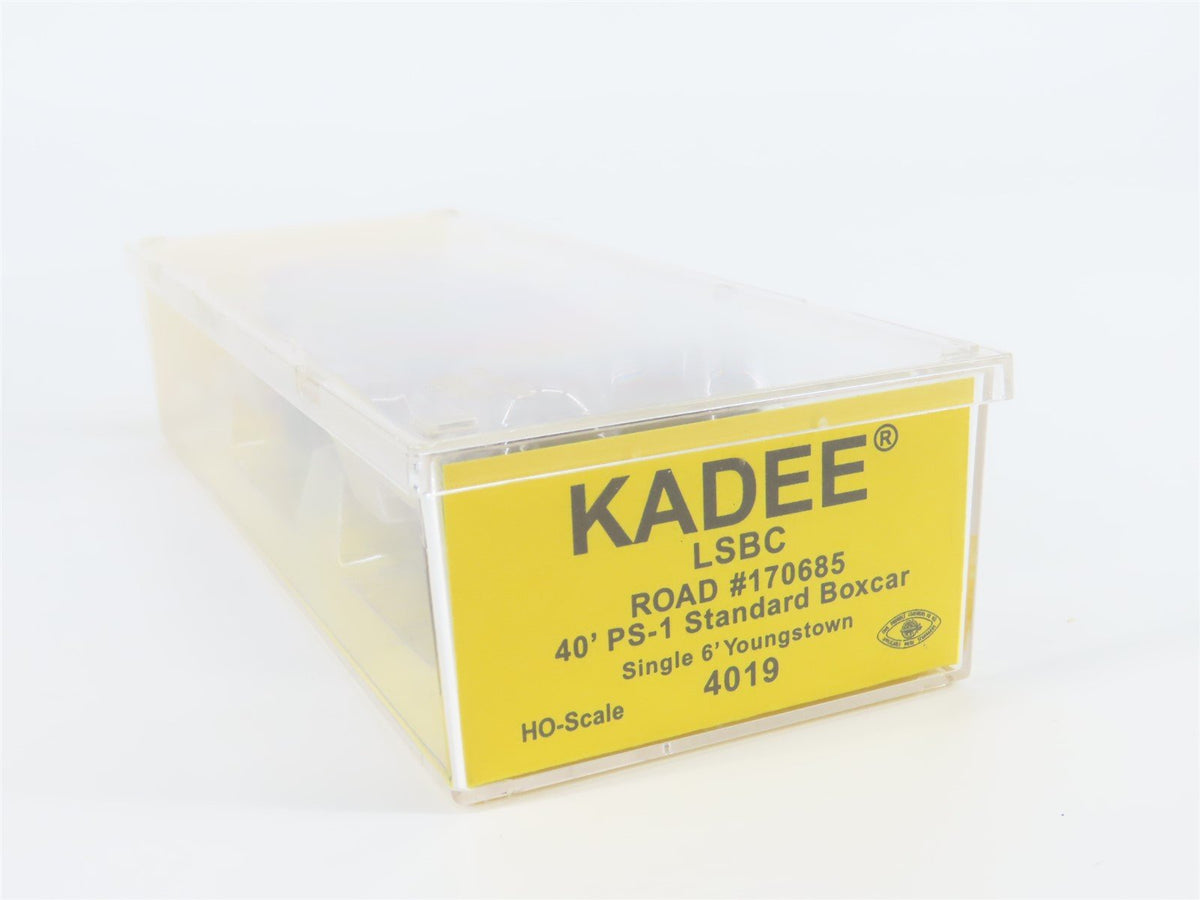 KADEE®
LSBC
ROAD #170685
40' PS-1 Standard Boxcar
Single 6' Youngstown
4019
HO-Scale